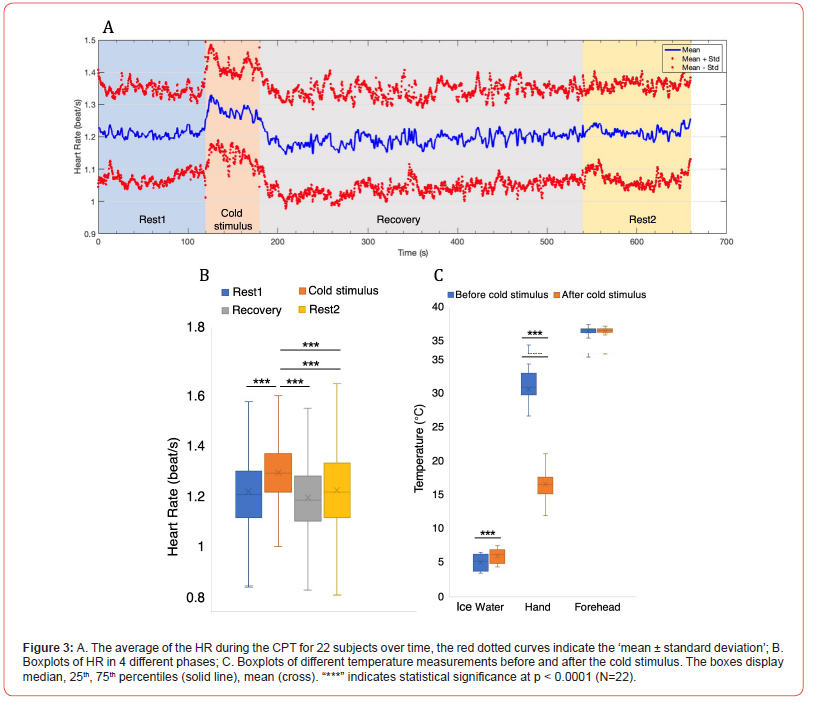 A
1.5
1.4
1.3
1.2
1.1
1
0.9
Heart Rate (beat/s)
Mean
Mean + Std
Mean - Std
Rest1
Cold
stimulus
Recovery
Rest2
0 100 200 300 400 500 600 700
Time (s)
B
Rest1 Cold stimulus
Recovery Rest2
1.8
1.6
1.4
1.2
1
0.8
Heart Rate (beat/s)
***
***
*** ***
C
Before cold stimulus After cold stimulus
40
35
35
30
25
20
15
10
5
0
Temperature (°C)
***
***
Ice Water Hand Forehead
Figure 3: A. The average of the HR during the CPT for 22 subjects over time, the red dotted curves indicate the ‘mean ± standard deviation’; B.
Boxplots of HR in 4 different phases; C. Boxplots of different temperature measurements before and after the cold stimulus. The boxes display
median, 25th, 75th percentiles (solid line), mean (cross). “***” indicates statistical significance at p < 0.0001 (N=22).